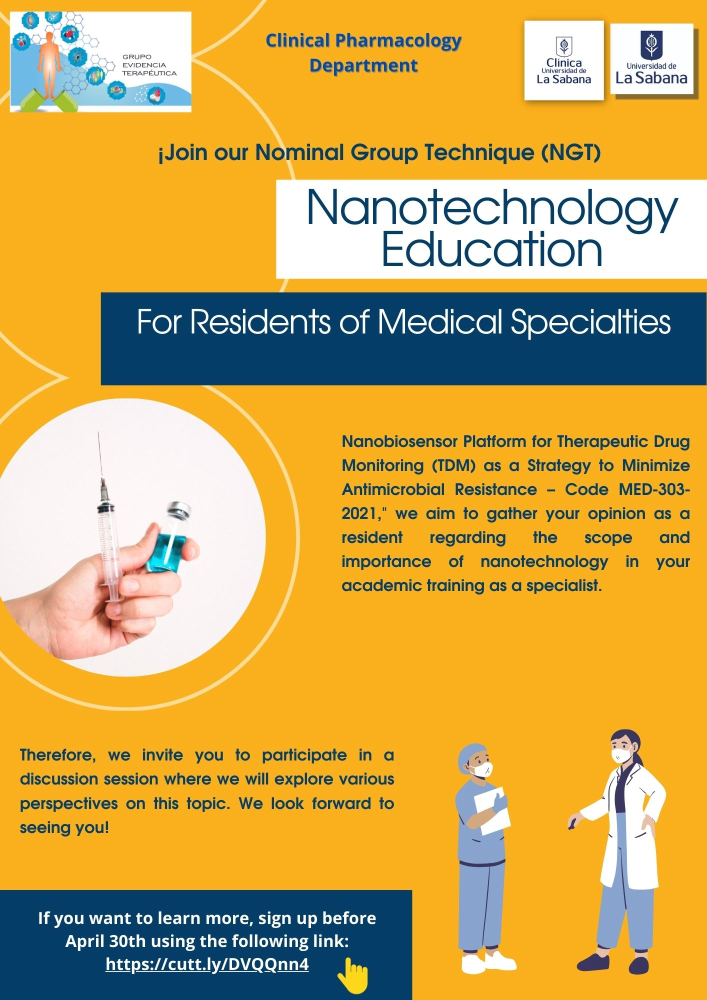 GRUPO
EVIDENCIA
TERAPÉUTICA
Clinical Pharmacology
Department
Clínica
Universidad de
La Sabana
Universidad de
La Sabana
¡Join our Nominal Group Technique (NGT)
Nanotechnology
Education
For Residents of Medical Specialties
Nanobiosensor Platform for Therapeutic Drug
Monitoring (TDM) as a Strategy to Minimize
Antimicrobial Resistance – Code MED-303-
2021," we aim to gather your opinion as a
resident regarding the scope and
importance of nanotechnology in your
academic training as a specialist.
Therefore, we invite you to participate in a
discussion session where we will explore various
perspectives on this topic. We look forward to
seeing you!
If you want to learn more, sign up before
April 30th using the following link:
https://cutt.ly/DVQQnn4